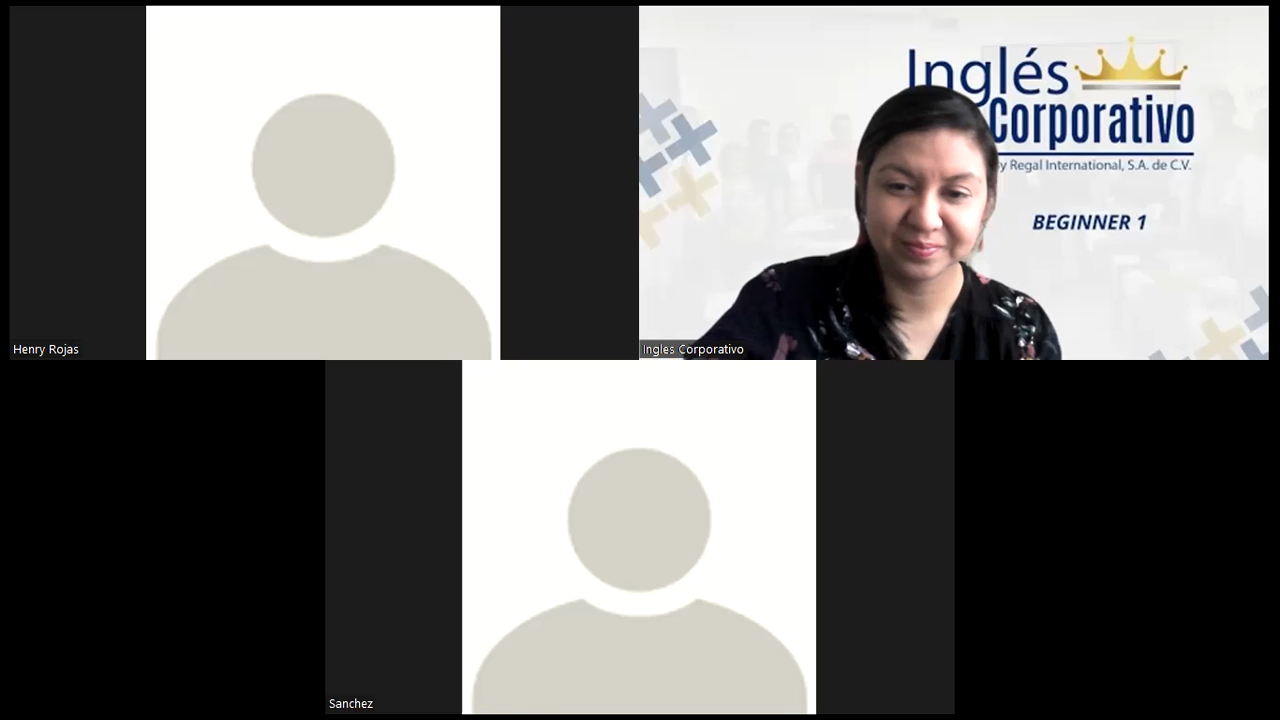 Inglés
Corporativo
y Regal International, S.A. de C.V.
BEGINNER 1
Henry Rojas
Ingles Corporativo
Sanchez